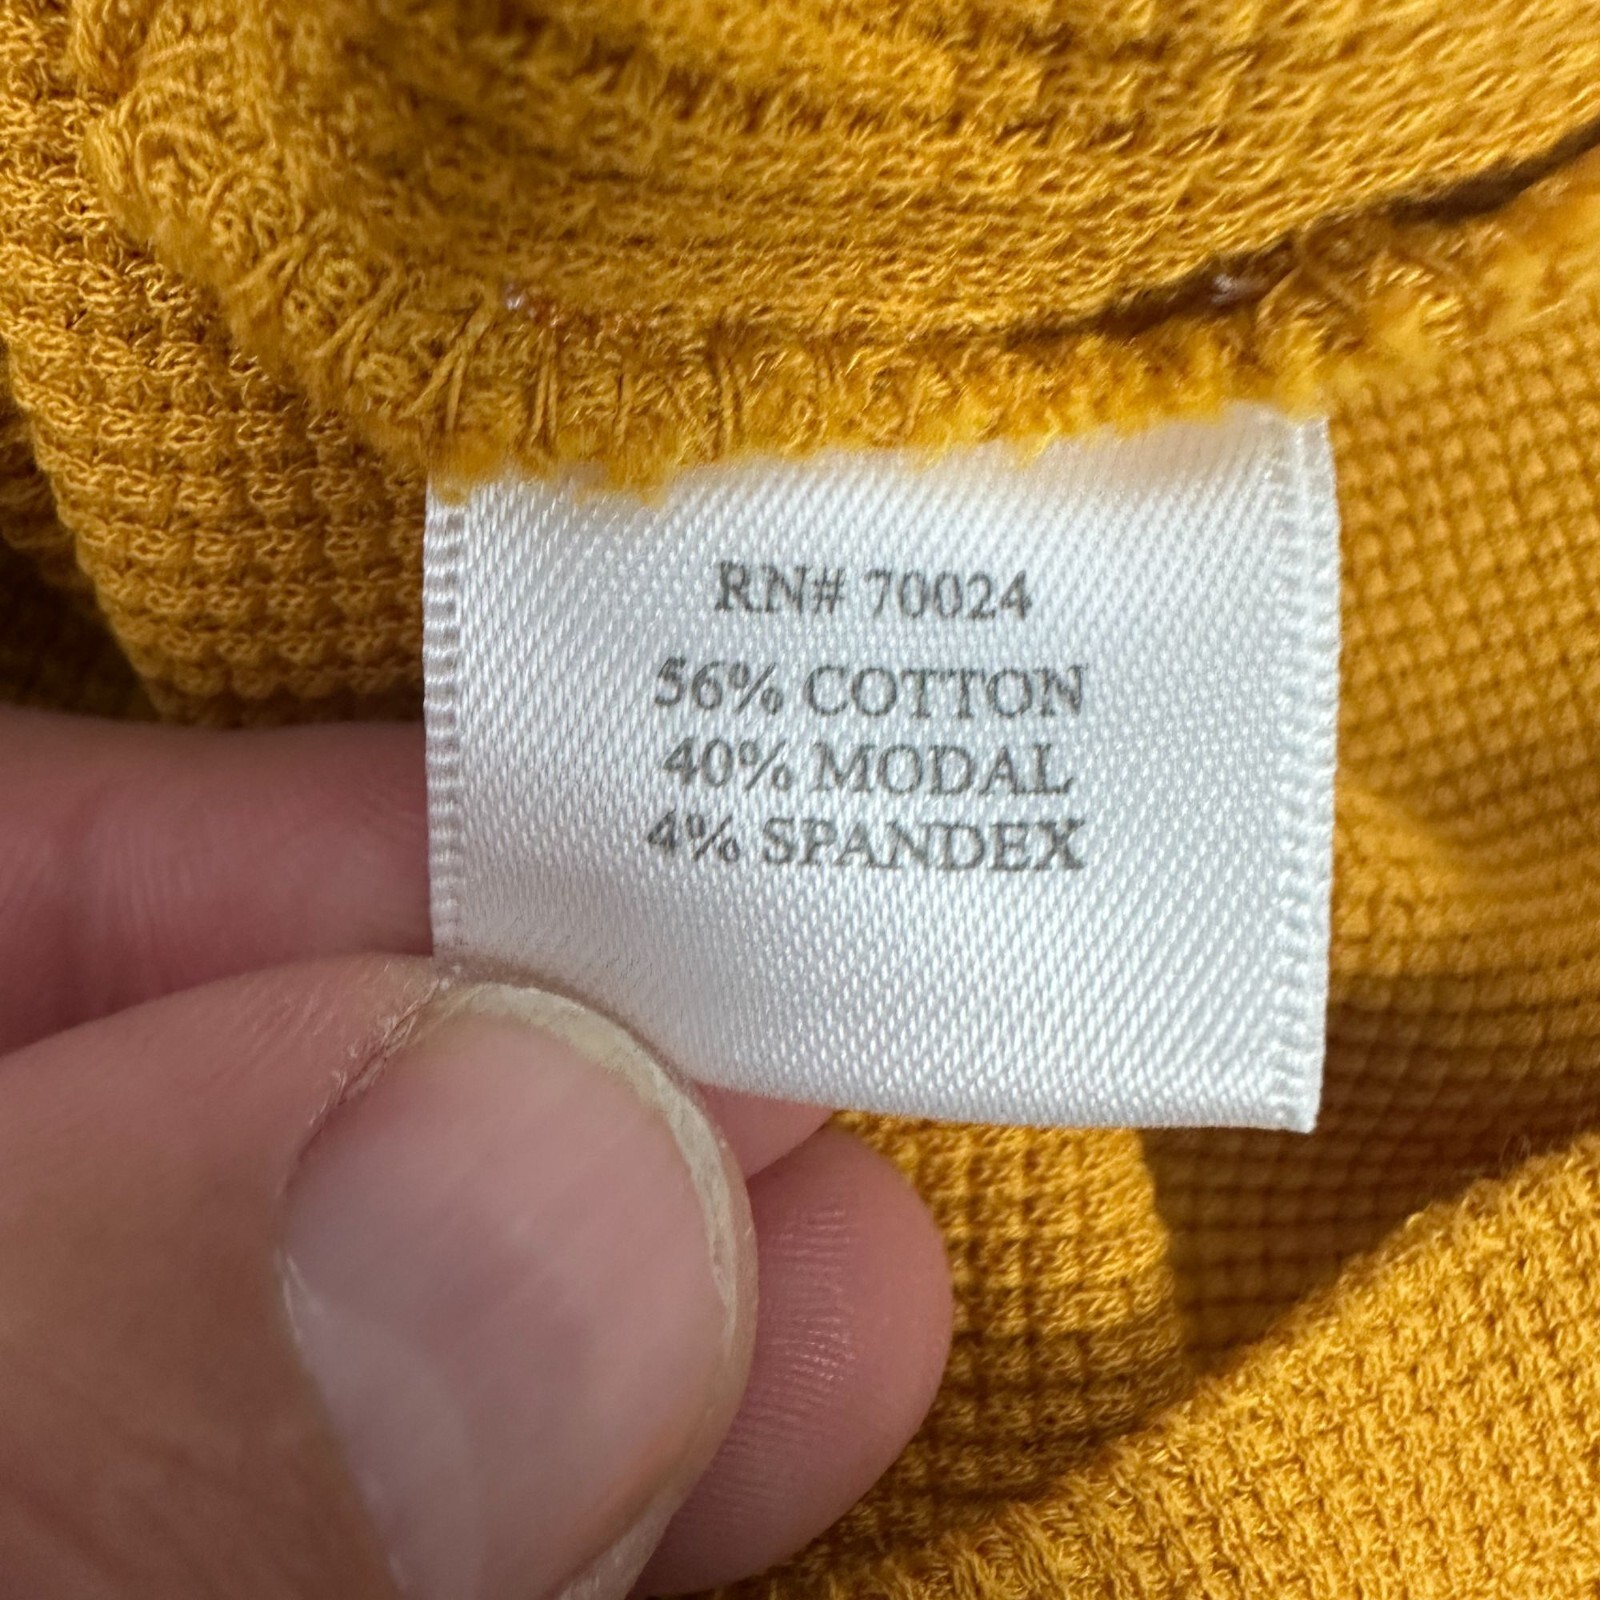 RN# 70024
56% COTTON
40% MODAL
4% SPANDEX